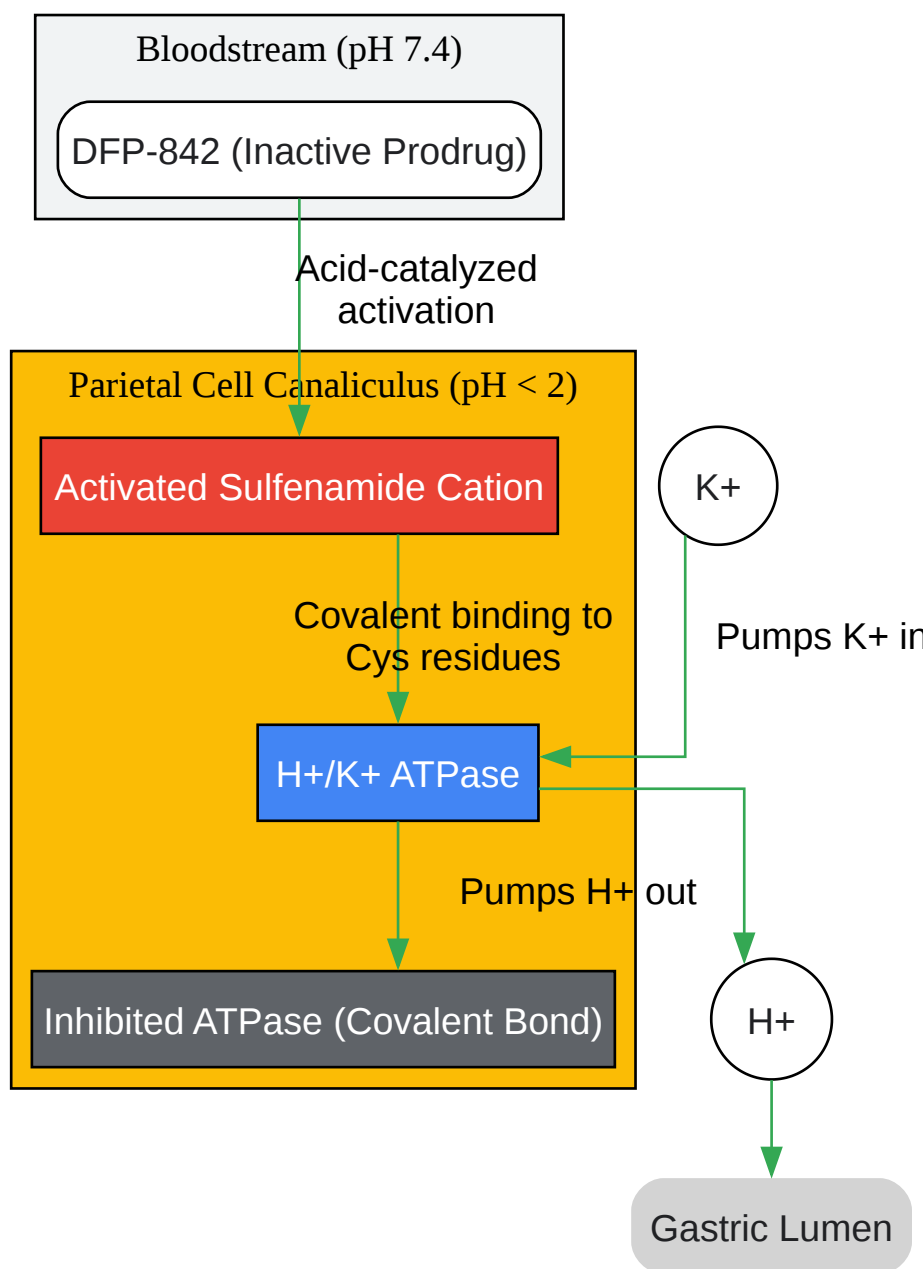 Bloodstream (pH 7.4)
DFP-842 (Inactive Prodrug)
Acid-catalyzed
activation
Parietal Cell Canaliculus (pH < 2)
Activated Sulfenamide Cation
K+
Covalent binding to
Cys residues
Pumps K+ in
H+/K+ ATPase
Pumps H+ out
Inhibited ATPase (Covalent Bond)
H+
Gastric Lumen